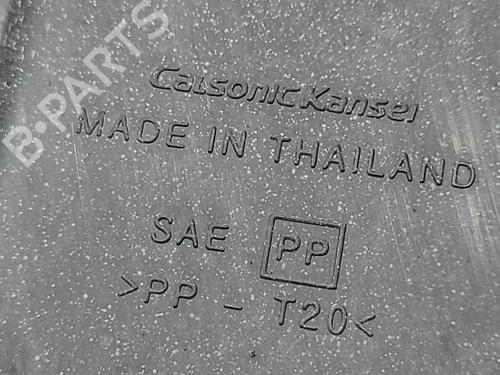 B-PARTS
CalsonicKansei
MADE IN THAILAND
SAE PP
>PP - T20<